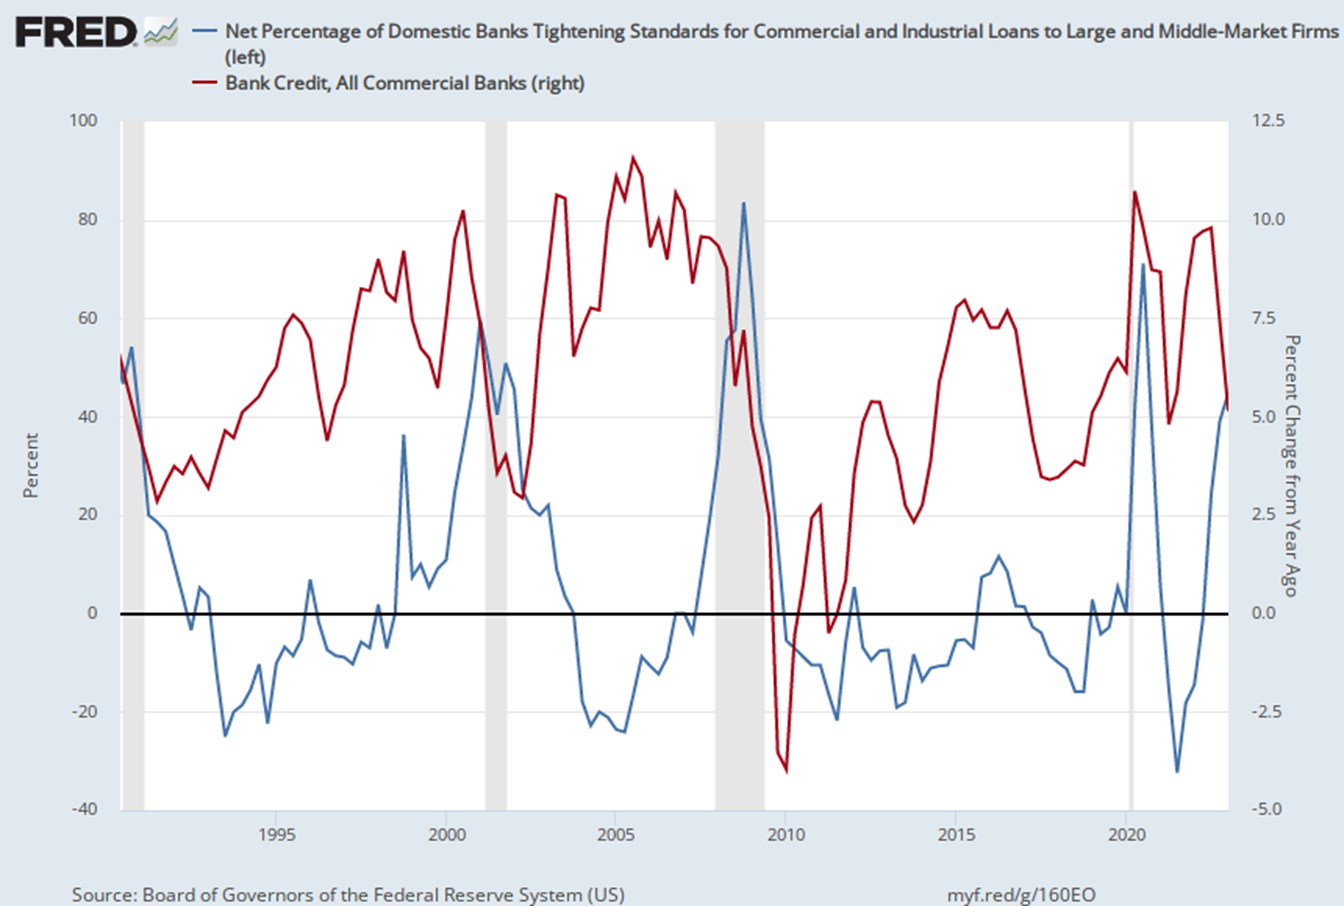 FRED
Net Percentage of Domestic Banks Tightening Standards for Commercial and Industrial Loans to Large and Middle-Market Firms
(left)
Bank Credit, All Commercial Banks (right)
100
80
60
40
20
0
-20
-40
Percent
12.5
10.0
7.5
5.0
2.5
0.0
-2.5
-5.0
Percent Change from Year Ago
1995 2000 2005 2010 2015 2020
Source: Board of Governors of the Federal Reserve System (US)
myf.red/g/160EO